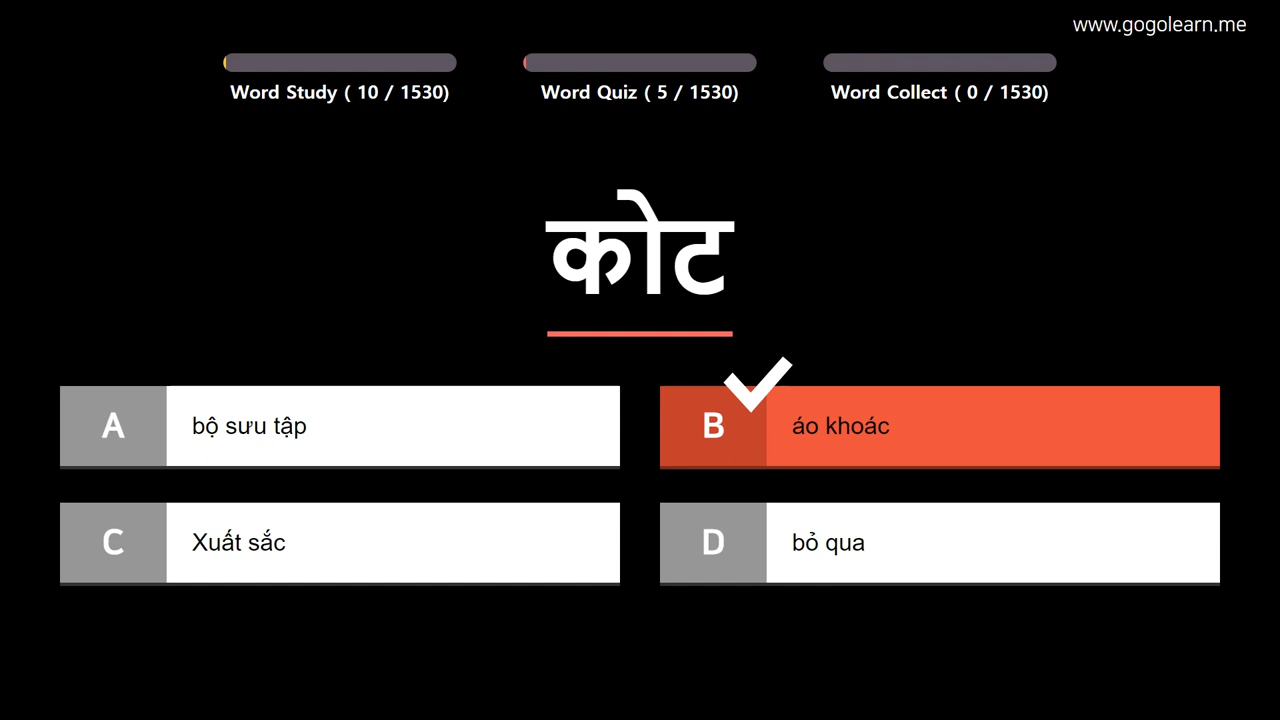 www.gogolearn.me
Word Study ( 10 / 1530)
Word Quiz ( 5 / 1530)
Word Collect ( 0 / 1530)
कोट
A bộ sưu tập
B áo khoác
C Xuất sắc
D bỏ qua